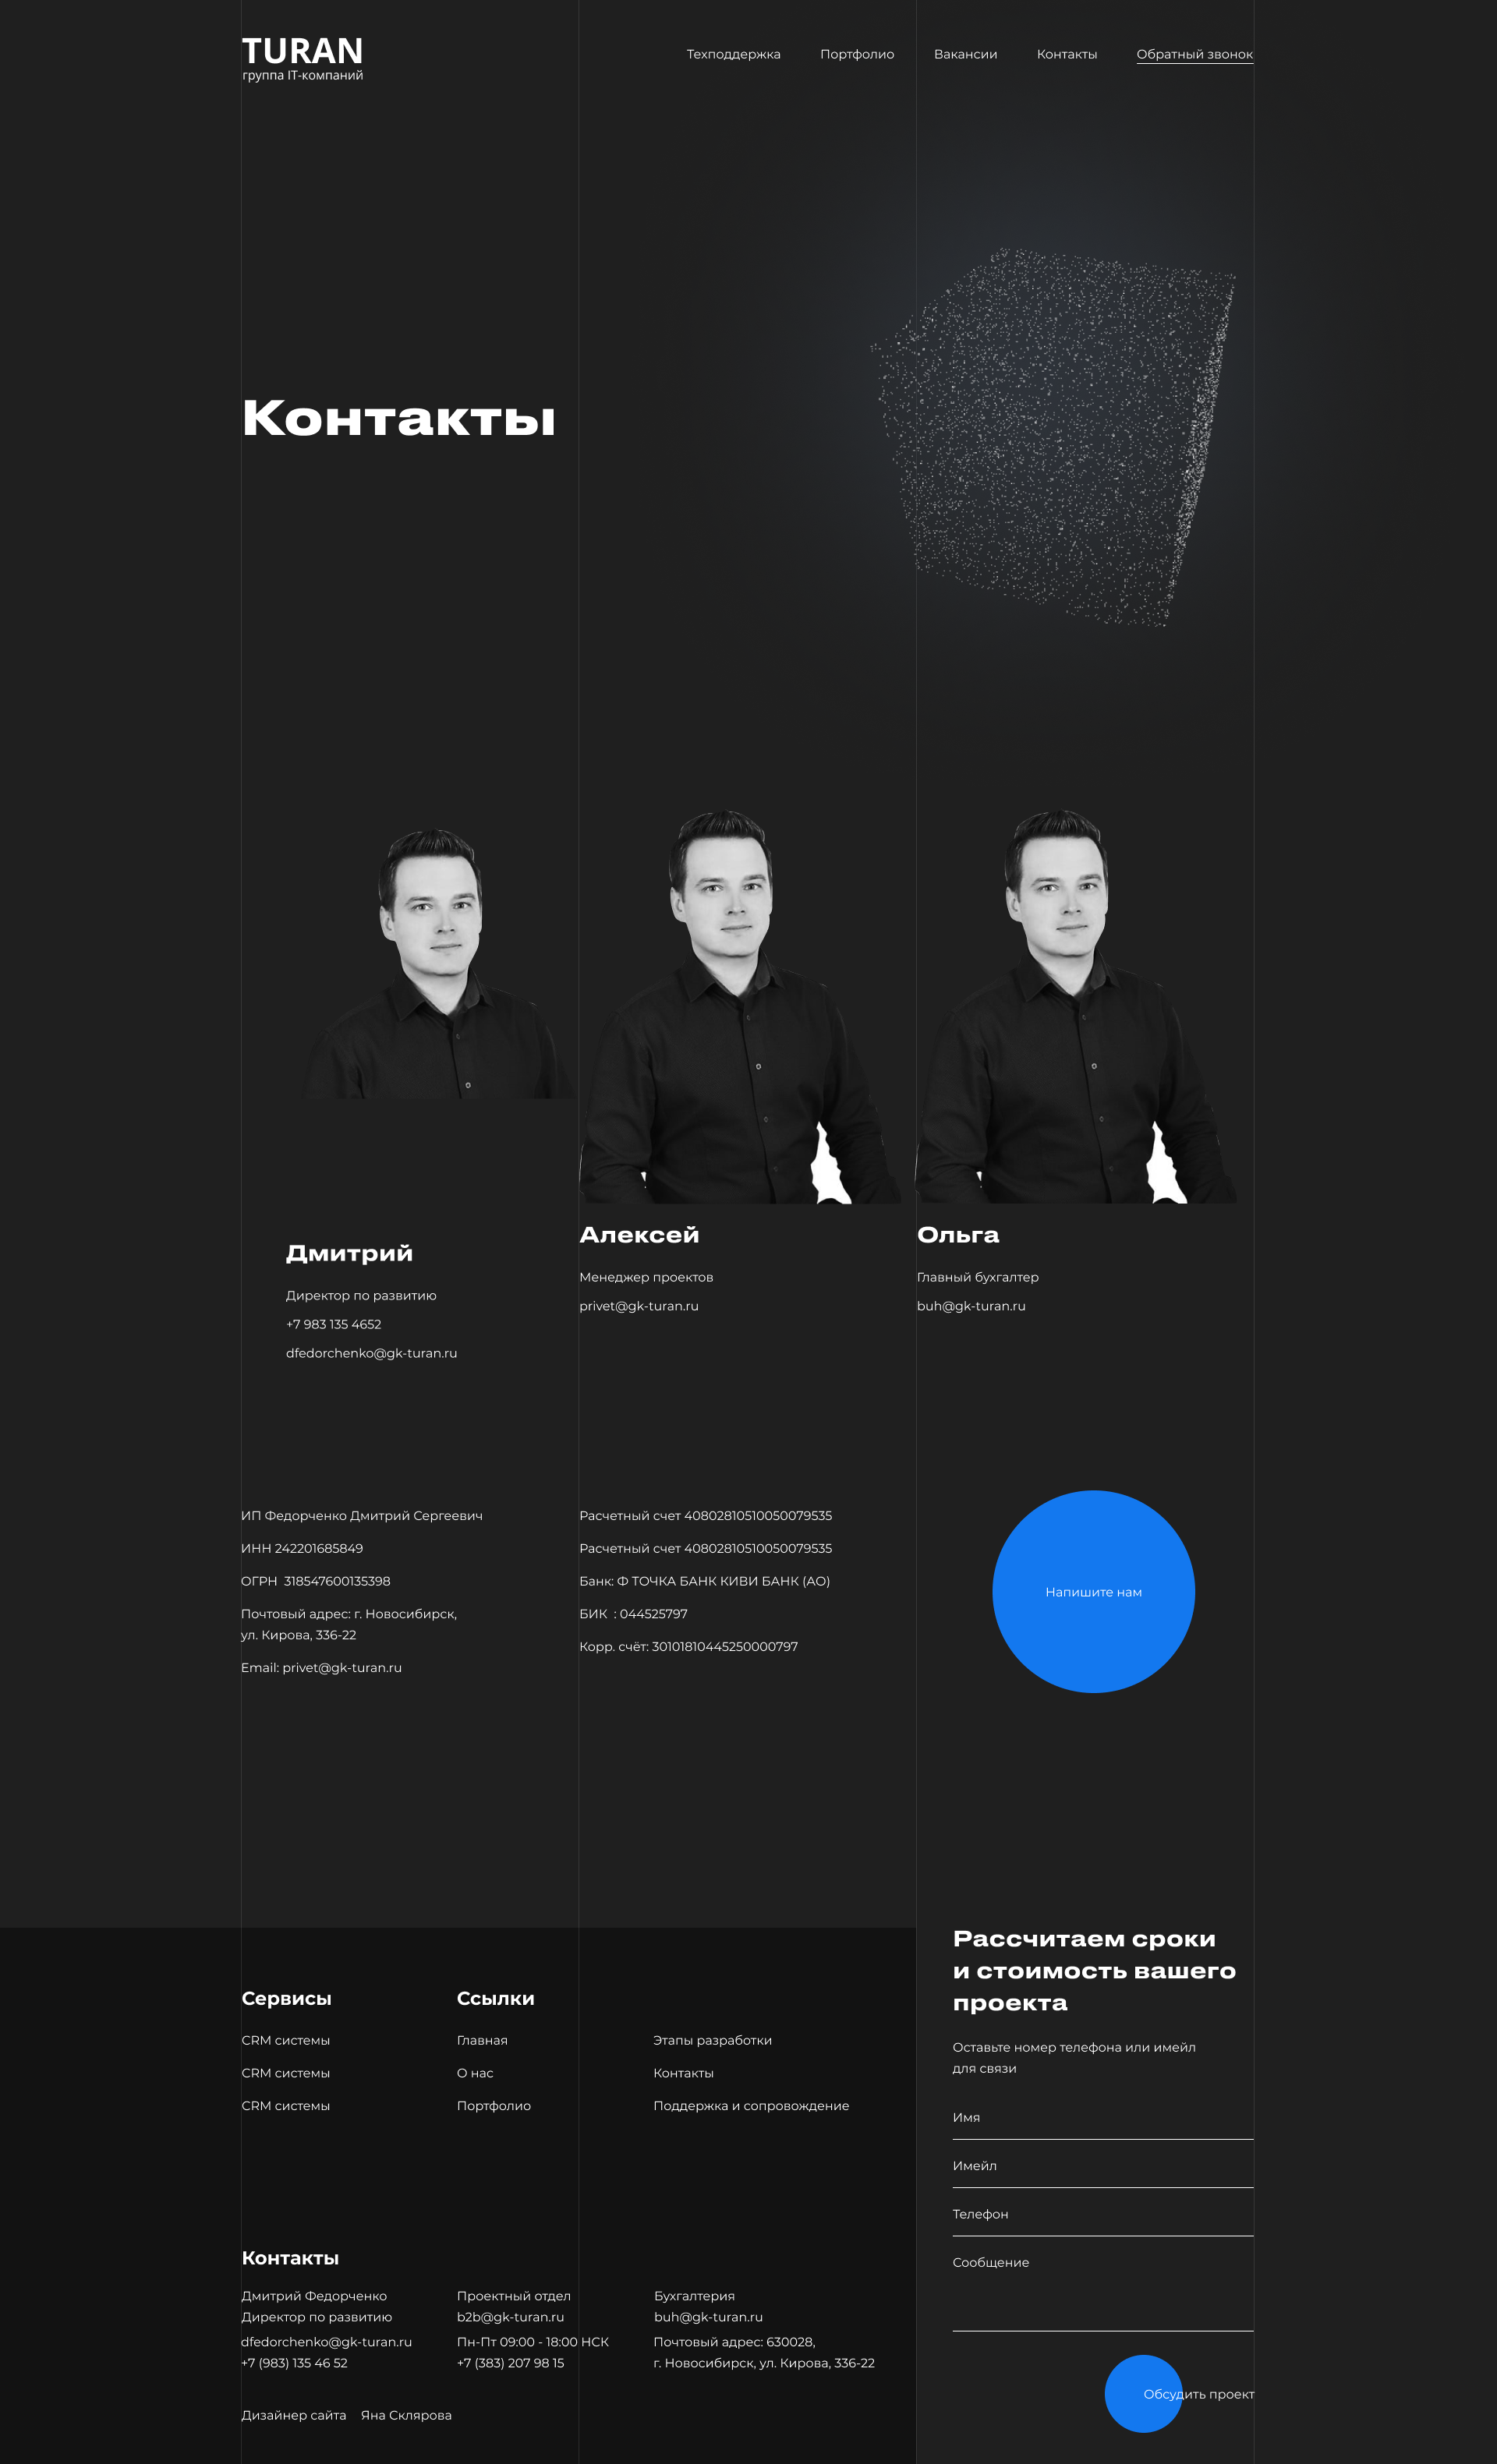 TURAN
группа IT-компаний
Техподдержка
Портфолио
Вакансии
Контакты
Обратный звонок
Контакты
Дмитрий
Директор по развитию
+7 983 135 4652
dfedorchenko@gk-turan.ru
Алексей
Менеджер проектов
privet@gk-turan.ru
Ольга
Главный бухгалтер
buh@gk-turan.ru
ИП Федорченко Дмитрий Сергеевич
ИНН 242201685849
ОГРН 318547600135398
Почтовый адрес: г. Новосибирск,
ул. Кирова, 336-22
Email: privet@gk-turan.ru
Расчетный счет 40802810510050079535
Расчетный счет 40802810510050079535
Банк: Ф ТОЧКА БАНК КИВИ БАНК (АО)
БИК : 044525797
Корр. счёт: 30101810445250000797
Напишите нам
Сервисы
CRM системы
CRM системы
CRM системы
Ссылки
Главная
О нас
Портфолио
Этапы разработки
Контакты
Поддержка и сопровождение
Контакты
Дмитрий Федорченко
Директор по развитию
dfedorchenko@gk-turan.ru
+7 (983) 135 46 52
Проектный отдел
b2b@gk-turan.ru
Пн-Пт 09:00 - 18:00 НСК
+7 (383) 207 98 15
Бухгалтерия
buh@gk-turan.ru
Почтовый адрес: 630028,
г. Новосибирск, ул. Кирова, 336-22
Дизайнер сайта Яна Склярова
Рассчитаем сроки
и стоимость вашего
проекта
Оставьте номер телефона или имейл
для связи
Имя
Имейл
Телефон
Сообщение
Обсудить проект